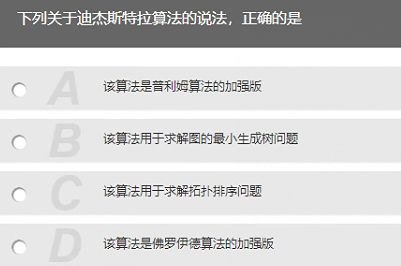 下列关于迪杰斯特拉算法的说法，正确的是
A 该算法是普利姆算法的加强版
B 该算法用于求解图的最小生成树问题
C 该算法用于求解拓扑排序问题
D 该算法是佛罗伊德算法的加强版